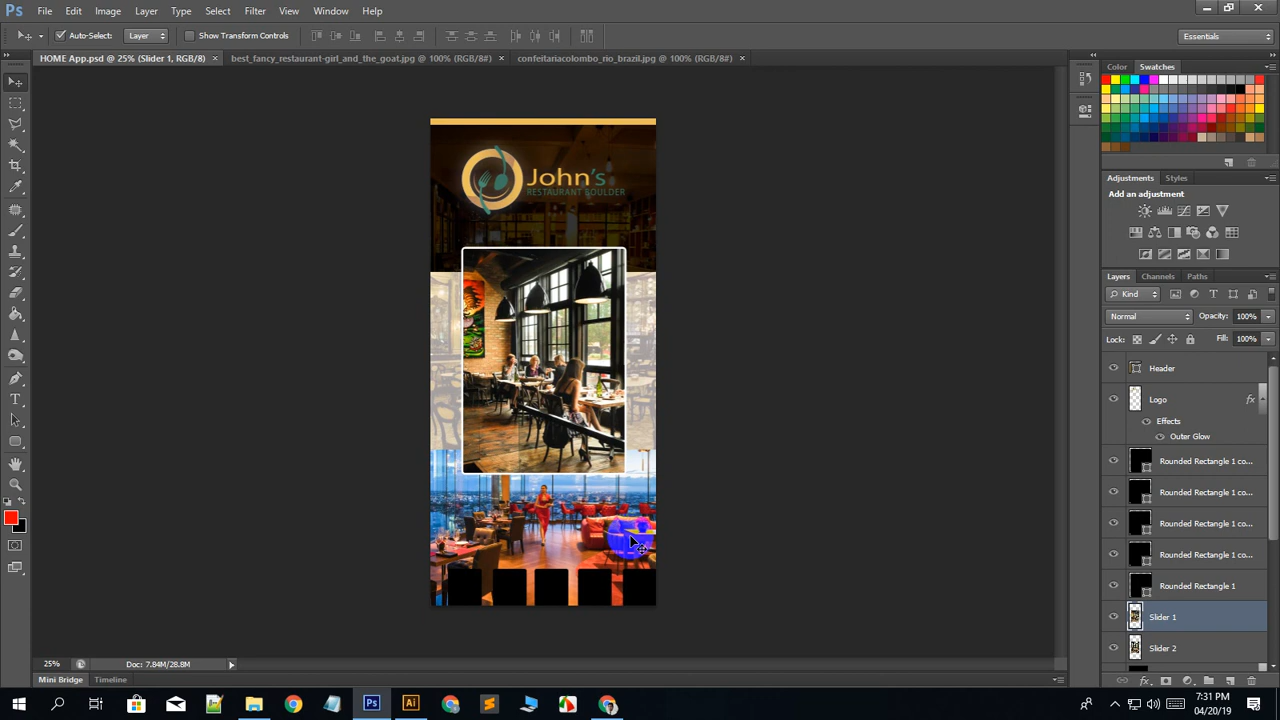 Ps File Edit Image Layer Type Select Filter View Window Help
Auto-Select: Layer Show Transform Controls Essentials
HOME App.psd @ 25% (Slider 1, RGB/8) × best_fancy_restaurant-girl_and_the_goat.jpg @ 100% (RGB/8#) × confeitariacolombo_rio_brazil.jpg @ 100% (RGB/8#) ×
Color Swatches
John's
RESTAURANT BOULDER
Adjustments Styles
Add an adjustment
Layers Channels Paths
Kind
Normal Opacity: 100%
Lock: Fill: 100%
Header
Logo fx
Effects
Outer Glow
Rounded Rectangle 1 co...
Rounded Rectangle 1 co...
Rounded Rectangle 1 co...
Rounded Rectangle 1 co...
Rounded Rectangle 1
Slider 1
Slider 2
25% Doc: 7.84M/28.8M
Mini Bridge Timeline
7:31 PM
04/20/19